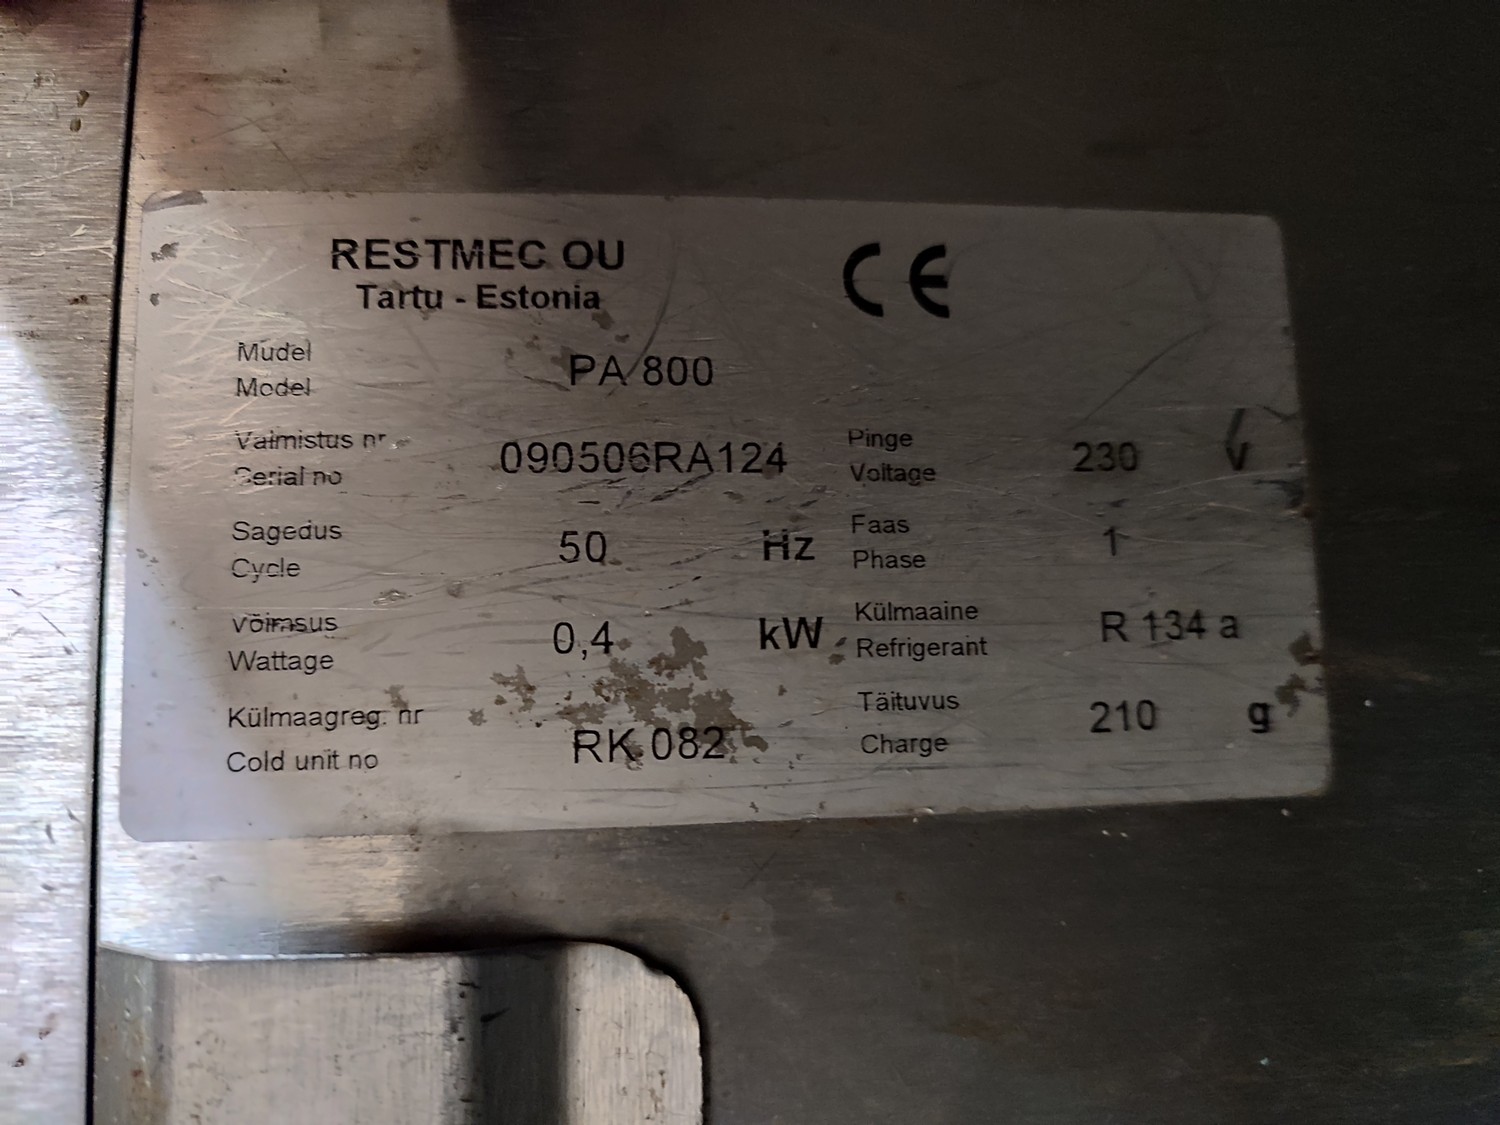 RESTMEC OU
Tartu - Estonia
CE
Mudel
Model
PA 800
Valmistus nr
Serial no
090506RA124
Pinge
Voltage
230 V
Sagedus
Cycle
50 Hz
Faas
Phase
1
võimsus
Wattage
0,4 kW
Külmaaine
Refrigerant
R 134 a
Külmaagreg. nr
Cold unit no
RK 082
Täituvus
Charge
210 g